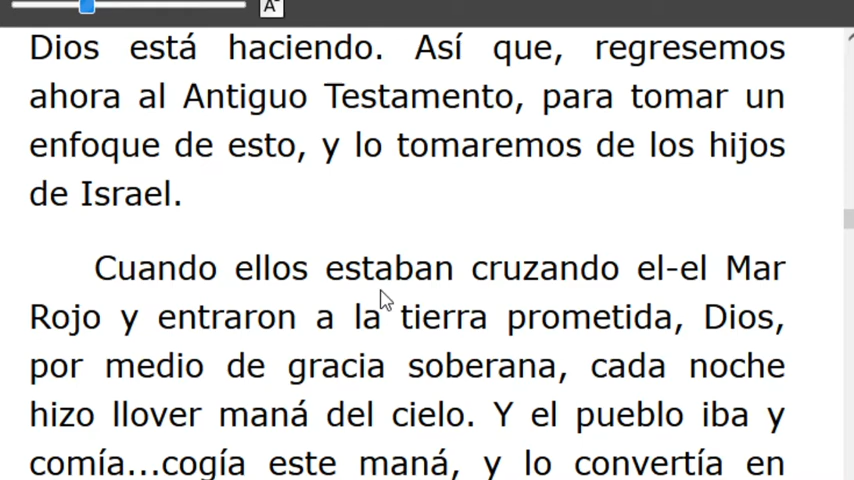 A
Dios está haciendo. Así que, regresemos
ahora al Antiguo Testamento, para tomar un
enfoque de esto, y lo tomaremos de los hijos
de Israel.
Cuando ellos estaban cruzando el-el Mar
Rojo y entraron a la tierra prometida, Dios,
por medio de gracia soberana, cada noche
hizo llover maná del cielo. Y el pueblo iba y
comía...cogía este maná, y lo convertía en